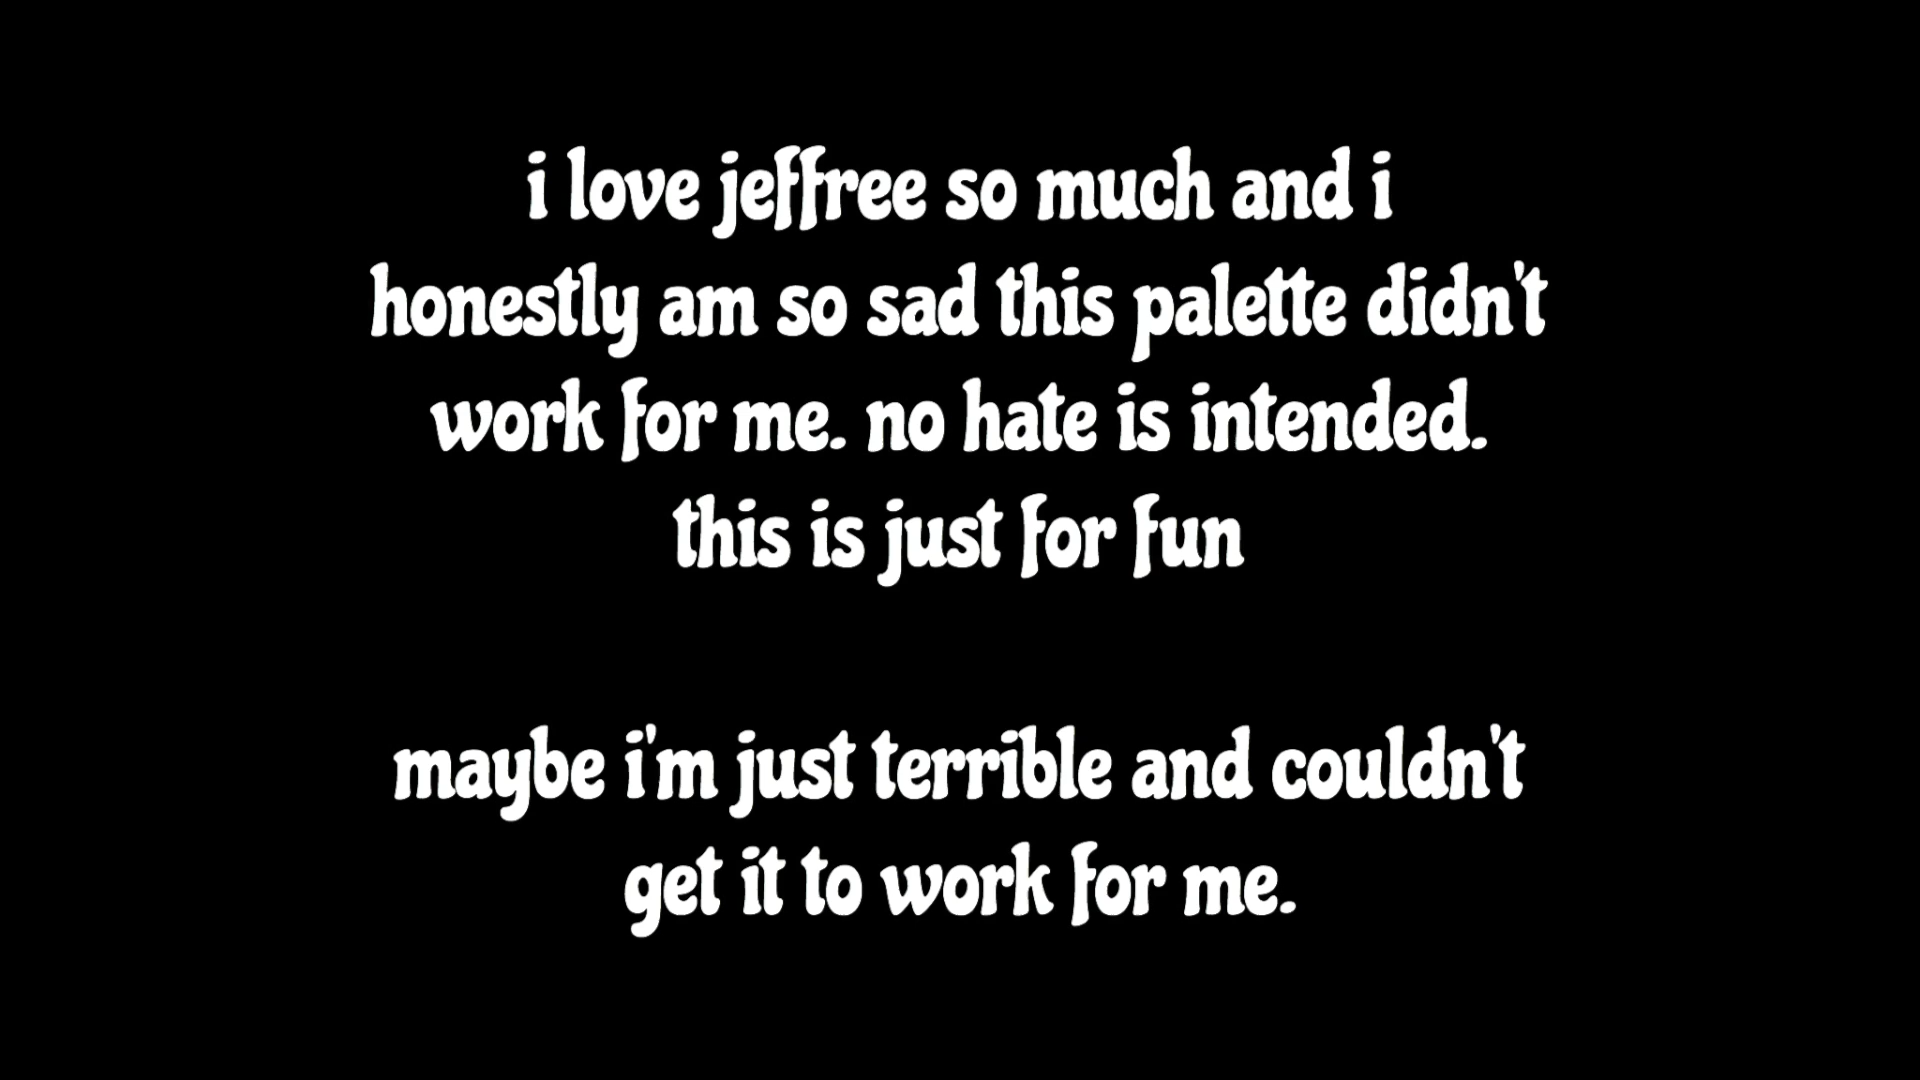 i love jeffree so much and i
honestly am so sad this palette didn't
work for me. no hate is intended.
this is just for fun
maybe i'm just terrible and couldn't
get it to work for me.